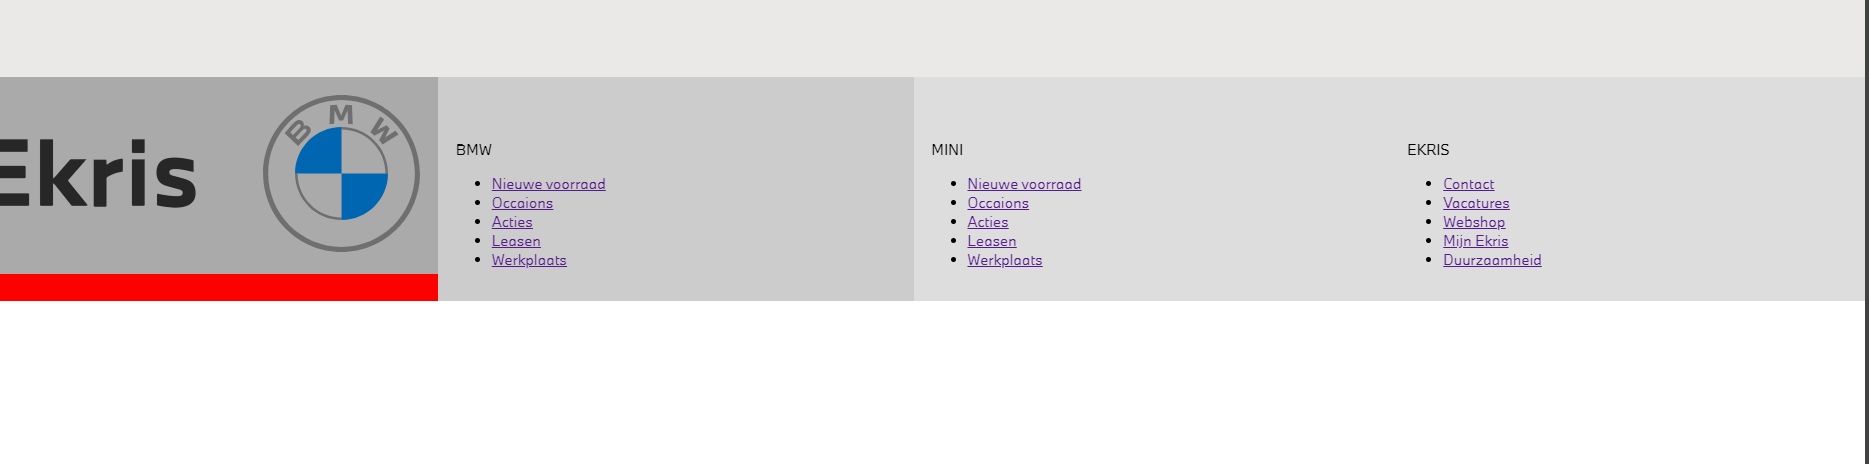 Ekris
BMW
BMW
Nieuwe voorraad
Occaions
Acties
Leasen
Werkplaats
MINI
Nieuwe voorraad
Occaions
Acties
Leasen
Werkplaats
EKRIS
Contact
Vacatures
Webshop
Mijn Ekris
Duurzaamheid